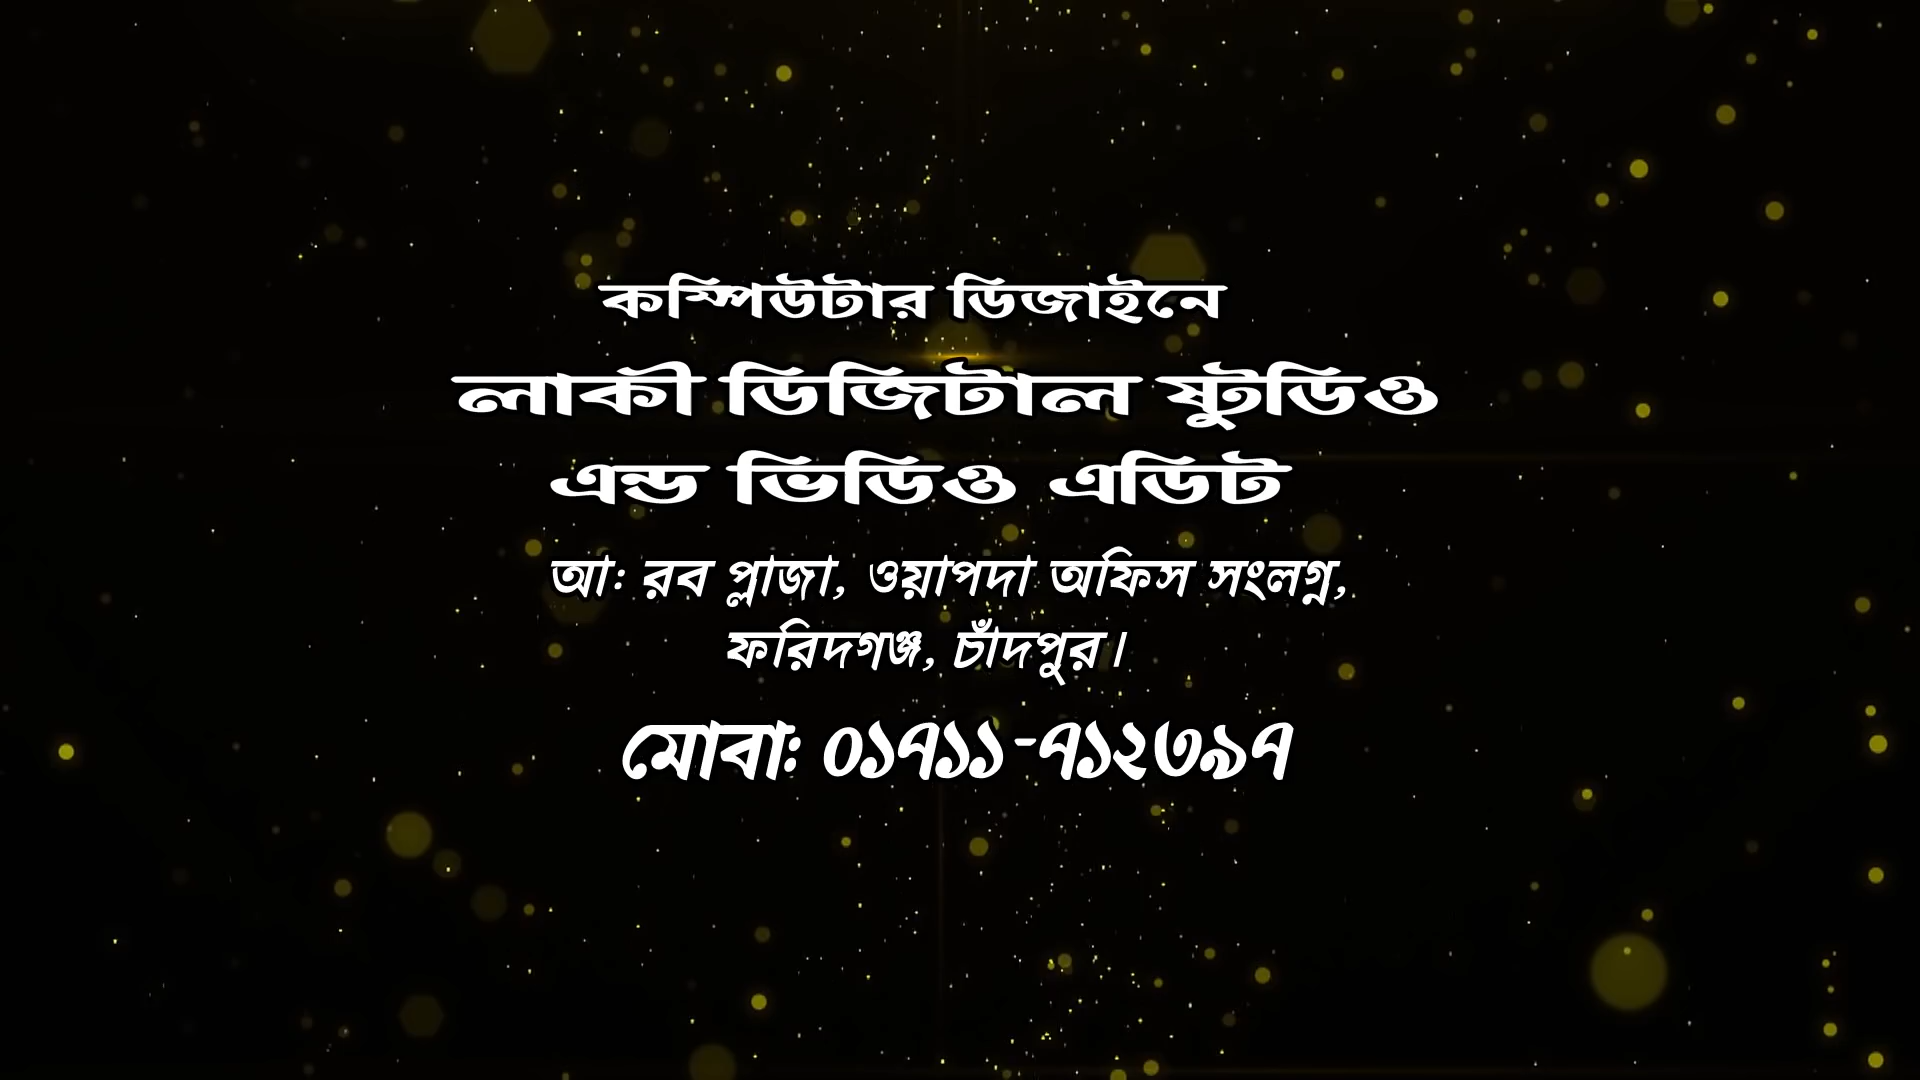 কম্পিউটার ডিজাইনে
লাকী ডিজিটাল ষ্টুডিও
এন্ড ভিডিও এডিট
আঃ রব প্লাজা, ওয়াপদা অফিস সংলগ্ন,
ফরিদগঞ্জ, চাঁদপুর।
মোবাঃ ০১৭১১-৭১২৩৯৭